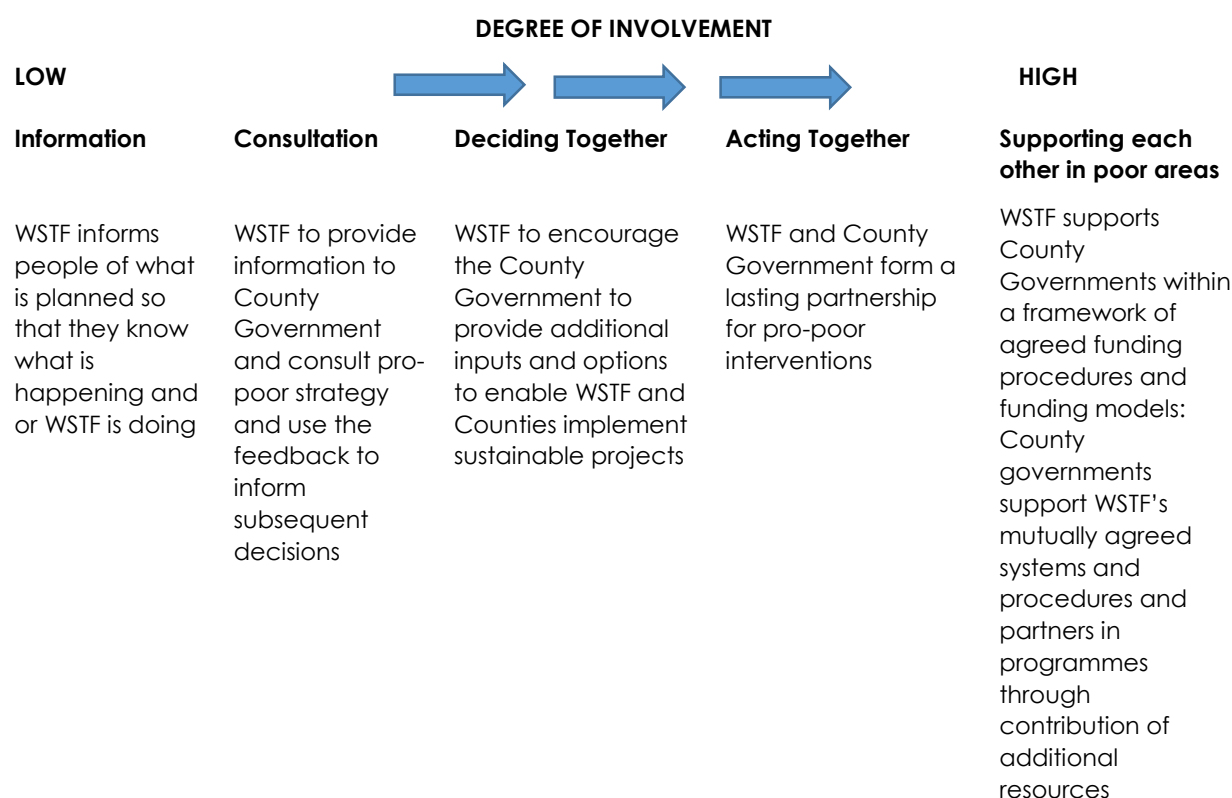 DEGREE OF INVOLVEMENT
LOW
HIGH
Information
Consultation
Deciding Together
Acting Together
Supporting each
other in poor areas
WSTF informs
people of what
is planned so
that they know
what is
happening and
or WSTF is doing
WSTF to provide
information to
County
Government
and consult pro-
poor strategy
and use the
feedback to
inform
subsequent
decisions
WSTF to encourage
the County
Government to
provide additional
inputs and options
to enable WSTF and
Counties implement
sustainable projects
WSTF and County
Government form a
lasting partnership
for pro-poor
interventions
WSTF supports
County
Governments within
a framework of
agreed funding
procedures and
funding models:
County
governments
support WSTF’s
mutually agreed
systems and
procedures and
partners in
programmes
through
contribution of
additional
resources